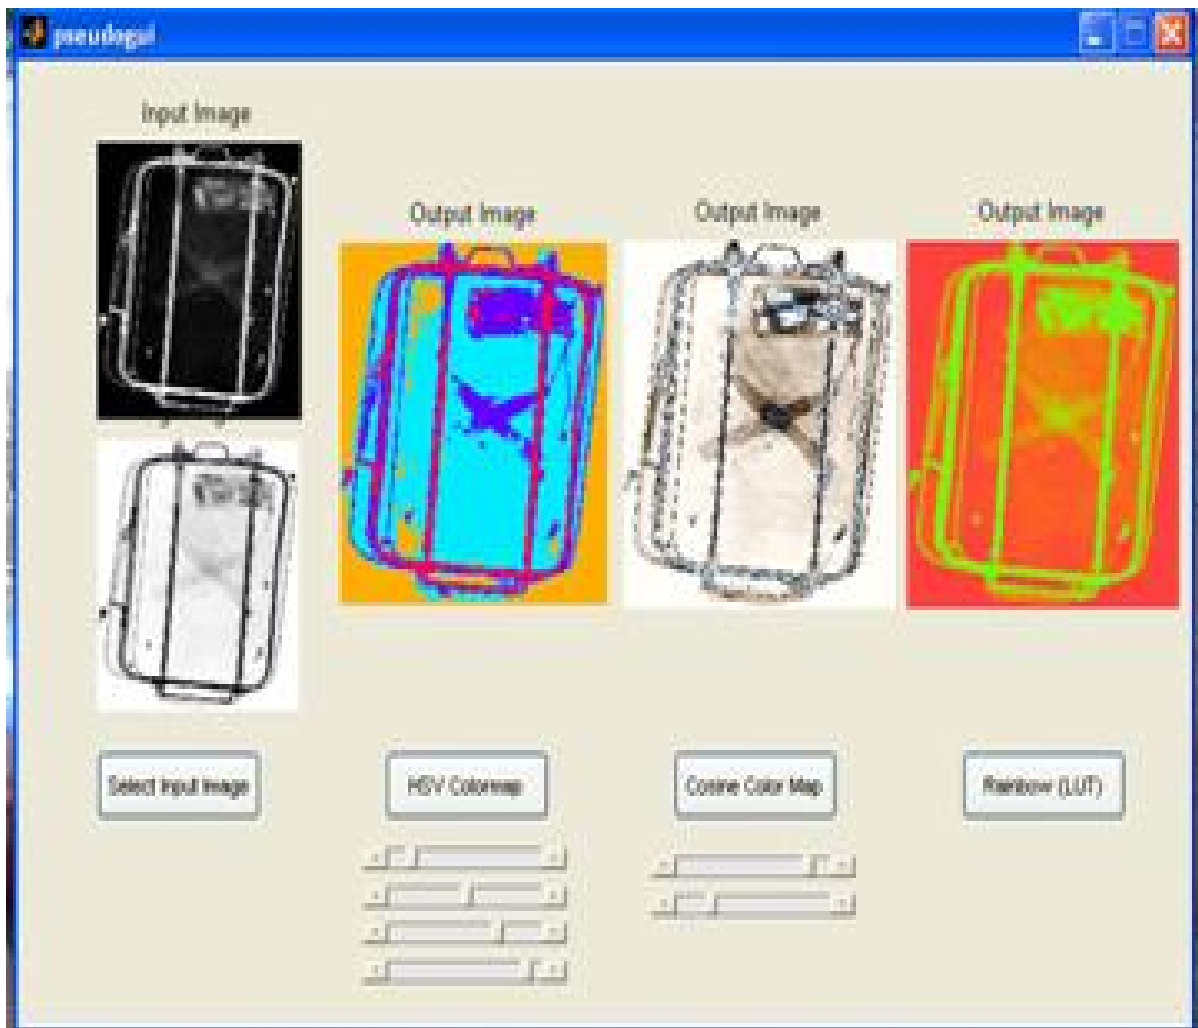 pseudogui
Input Image
Output Image
Output Image
Output Image
Select Input Image
HSV Colormap
Cosine Color Map
Rainbow (LUT)